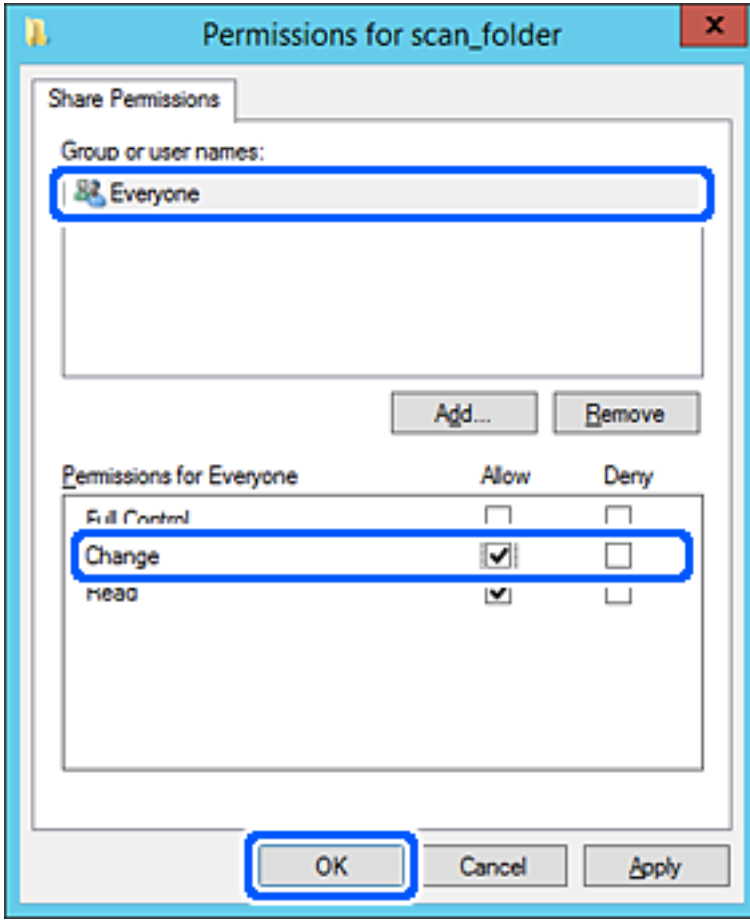 Permissions for scan_folder
x
Share Permissions
Group or user names:
Everyone
Add...
Remove
Permissions for Everyone Allow Deny
Full Control
Change
Read
OK
Cancel
Apply